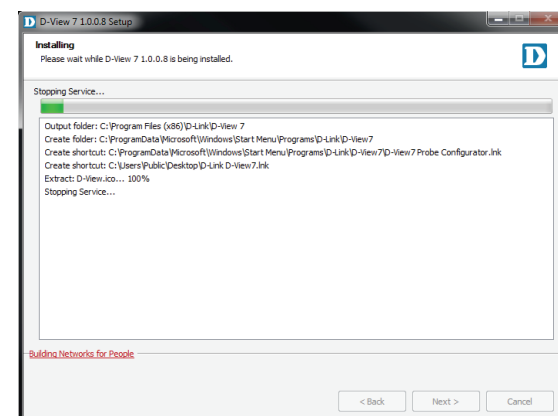 D-View 7 1.0.0.8 Setup
Installing
Please wait while D-View 7 1.0.0.8 is being installed.
D
Stopping Service...
Output folder: C:\Program Files (x86)\D-Link\D-View 7
Create folder: C:\ProgramData\Microsoft\Windows\Start Menu\Programs\D-Link\D-View7
Create shortcut: C:\ProgramData\Microsoft\Windows\Start Menu\Programs\D-Link\D-View7\D-View7 Probe Configurator.lnk
Create shortcut: C:\Users\Public\Desktop\D-Link D-View7.lnk
Extract: D-View.ico... 100%
Stopping Service...
Building Networks for People
< Back
Next >
Cancel